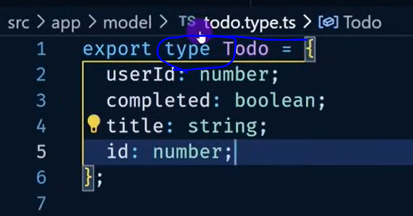 src > app > model > TS todo.type.ts > Todo
1 export type Todo = {
2   userId: number;
3   completed: boolean;
4   title: string;
5   id: number;
6 };
7